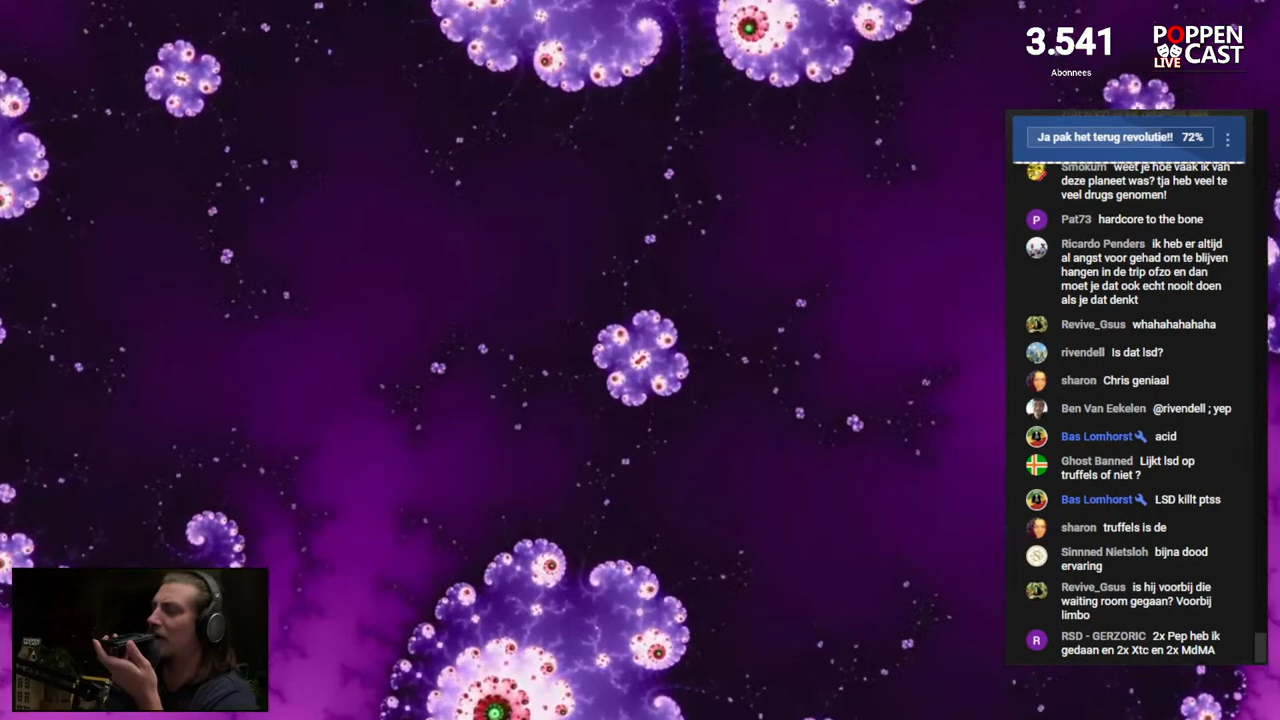 3.541
Abonnees
POPPEN
LIVE CAST
Ja pak het terug revolutie!! 72%
Smokum weet je hoe vaak ik van
deze planeet was? tja heb veel te
veel drugs genomen!
P Pat73 hardcore to the bone
Ricardo Penders ik heb er altijd
al angst voor gehad om te blijven
hangen in de trip ofzo en dan
moet je dat ook echt nooit doen
als je dat denkt
Revive_Gsus whahahahahaha
rivendell Is dat lsd?
sharon Chris geniaal
Ben Van Eekelen @rivendell ; yep
Bas Lomhorst acid
Ghost Banned Lijkt lsd op
truffels of niet ?
Bas Lomhorst LSD killt ptss
sharon truffels is de
Sinnned Nietsloh bijna dood
ervaring
Revive_Gsus is hij voorbij die
waiting room gegaan? Voorbij
limbo
R RSD - GERZORIC 2x Pep heb ik
gedaan en 2x Xtc en 2x MdMA